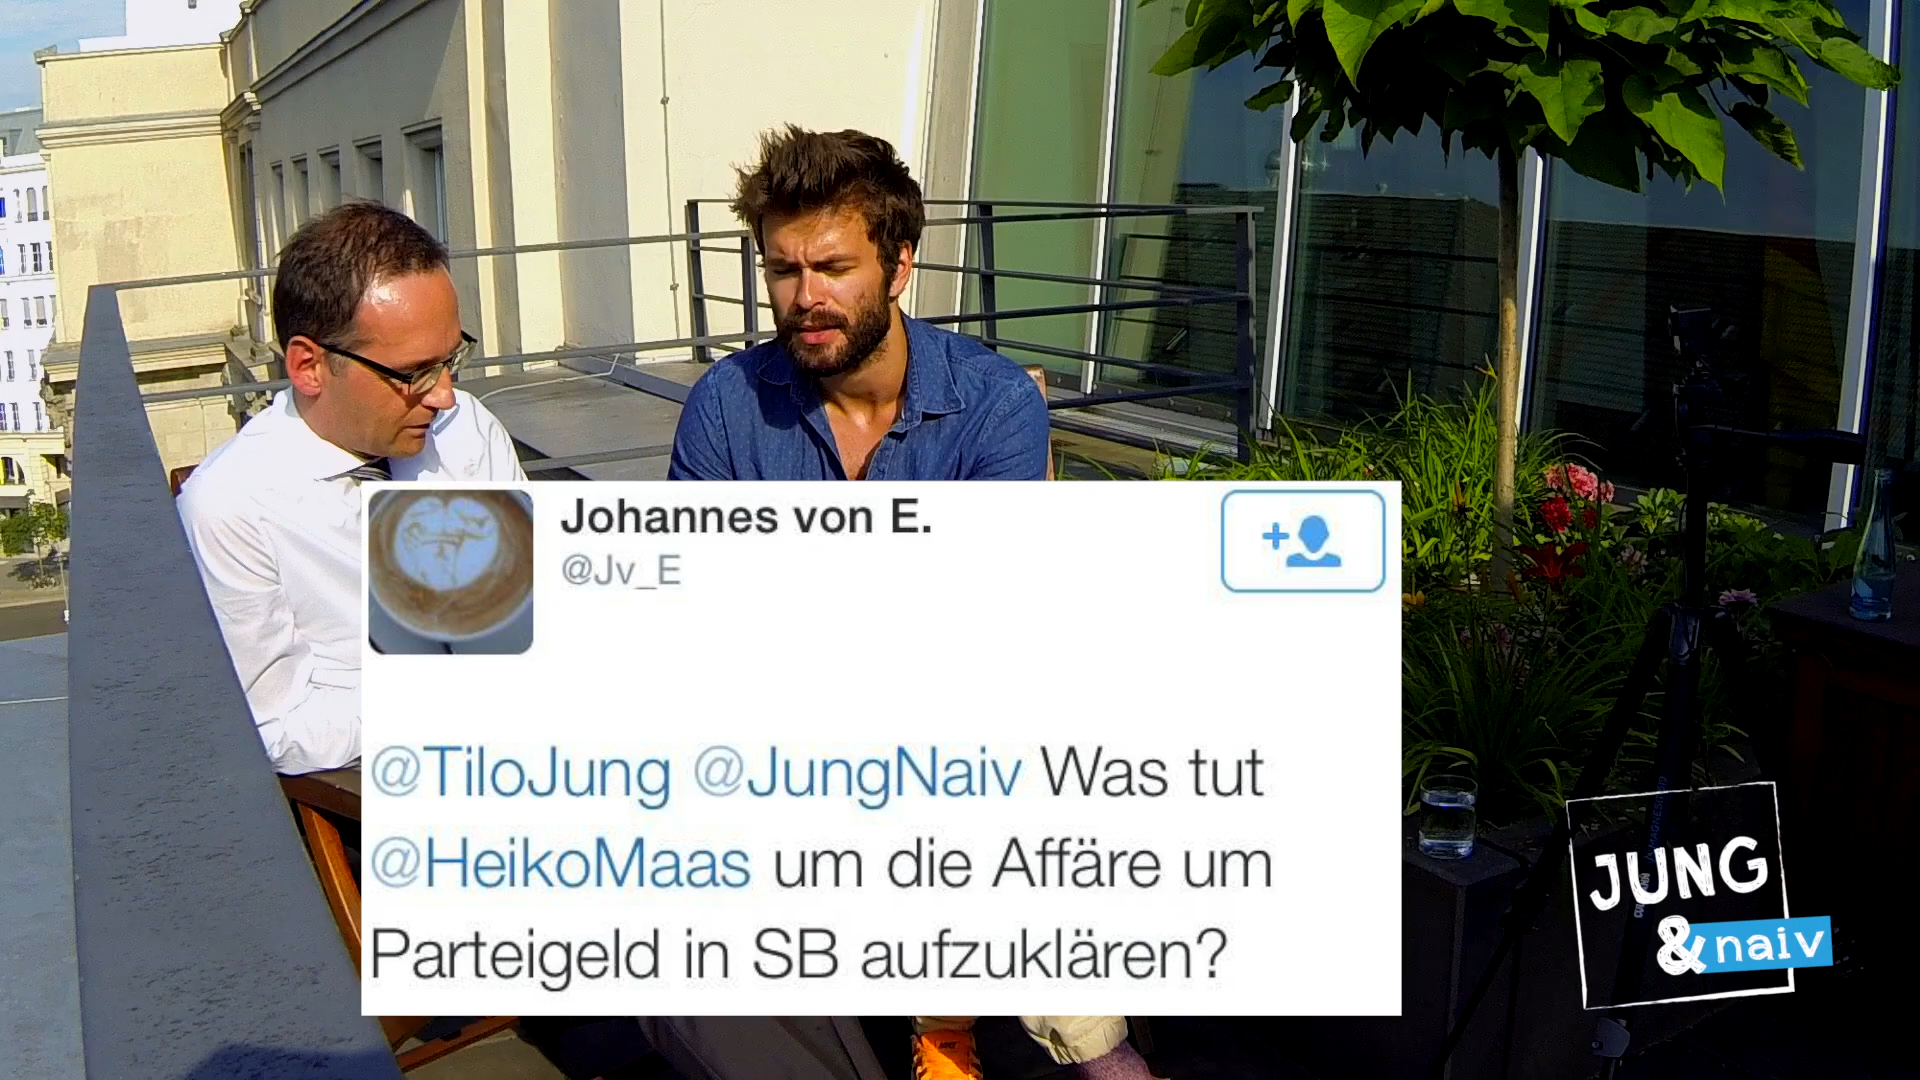 Johannes von E.
@Jv_E
@TiloJung @JungNaiv Was tut
@HeikoMaas um die Affäre um
Parteigeld in SB aufzuklären?
JUNG
& naiv